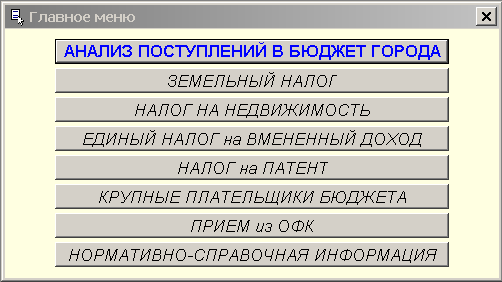 Главное меню
АНАЛИЗ ПОСТУПЛЕНИЙ В БЮДЖЕТ ГОРОДА
ЗЕМЕЛЬНЫЙ НАЛОГ
НАЛОГ НА НЕДВИЖИМОСТЬ
ЕДИНЫЙ НАЛОГ на ВМЕНЕННЫЙ ДОХОД
НАЛОГ на ПАТЕНТ
КРУПНЫЕ ПЛАТЕЛЬЩИКИ БЮДЖЕТА
ПРИЕМ из ОФК
НОРМАТИВНО-СПРАВОЧНАЯ ИНФОРМАЦИЯ